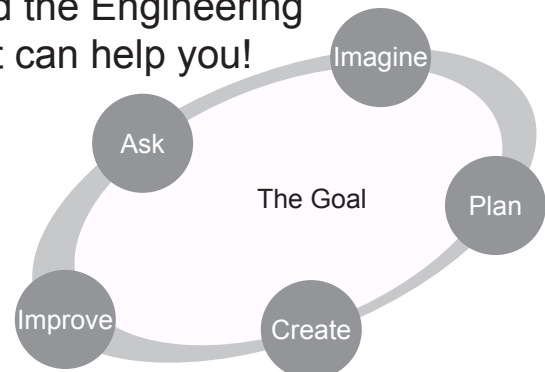 the Engineering
can help you!
Imagine
Ask
The Goal
Plan
Improve
Create